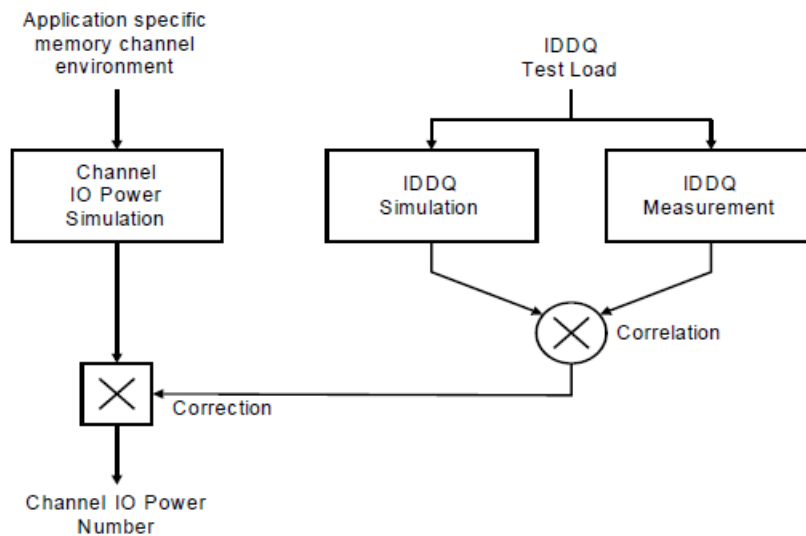 Application specific
memory channel
environment
IDDQ
Test Load
Channel
IO Power
Simulation
IDDQ
Simulation
IDDQ
Measurement
Correlation
Correction
Channel IO Power
Number